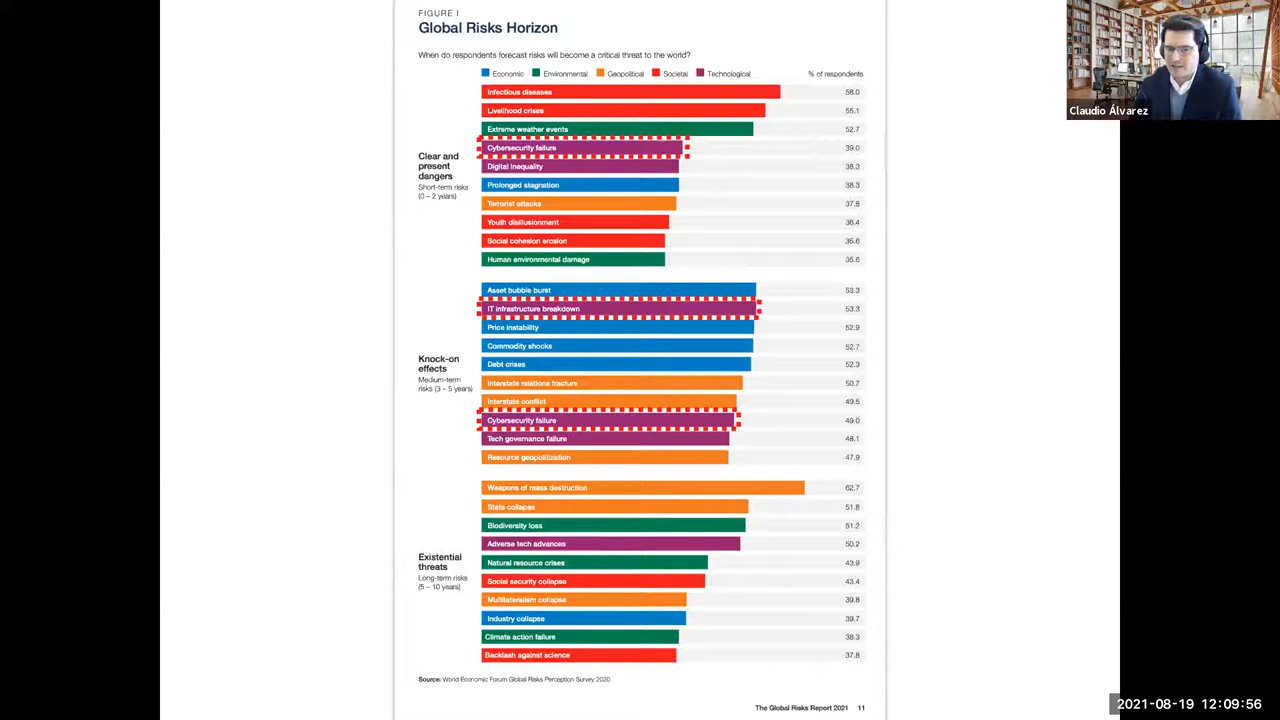 FIGURE I
Global Risks Horizon
When do respondents forecast risks will become a critical threat to the world?
Economic Environmental Geopolitical Societal Technological % of respondents
Clear and
present
dangers
Short-term risks
(0 – 2 years)
Infectious diseases 58.0
Livelihood crises 55.1
Extreme weather events 52.7
Cybersecurity failure 39.0
Digital inequality 38.3
Prolonged stagnation 38.3
Terrorist attacks 37.8
Youth disillusionment 36.4
Social cohesion erosion 35.6
Human environmental damage 35.6
Knock-on
effects
Medium-term
risks (3 – 5 years)
Asset bubble burst 53.3
IT infrastructure breakdown 53.3
Price instability 52.9
Commodity shocks 52.7
Debt crises 52.3
Interstate relations fracture 50.7
Interstate conflict 49.5
Cybersecurity failure 49.0
Tech governance failure 48.1
Resource geopolitization 47.9
Existential
threats
Long-term risks
(5 – 10 years)
Weapons of mass destruction 62.7
State collapse 51.8
Biodiversity loss 51.2
Adverse tech advances 50.2
Natural resource crises 43.9
Social security collapse 43.4
Multilateralism collapse 39.8
Industry collapse 39.7
Climate action failure 38.3
Backlash against science 37.8
Source: World Economic Forum Global Risks Perception Survey 2020
The Global Risks Report 2021 11
Claudio Álvarez
2021-08-19 12:09:56